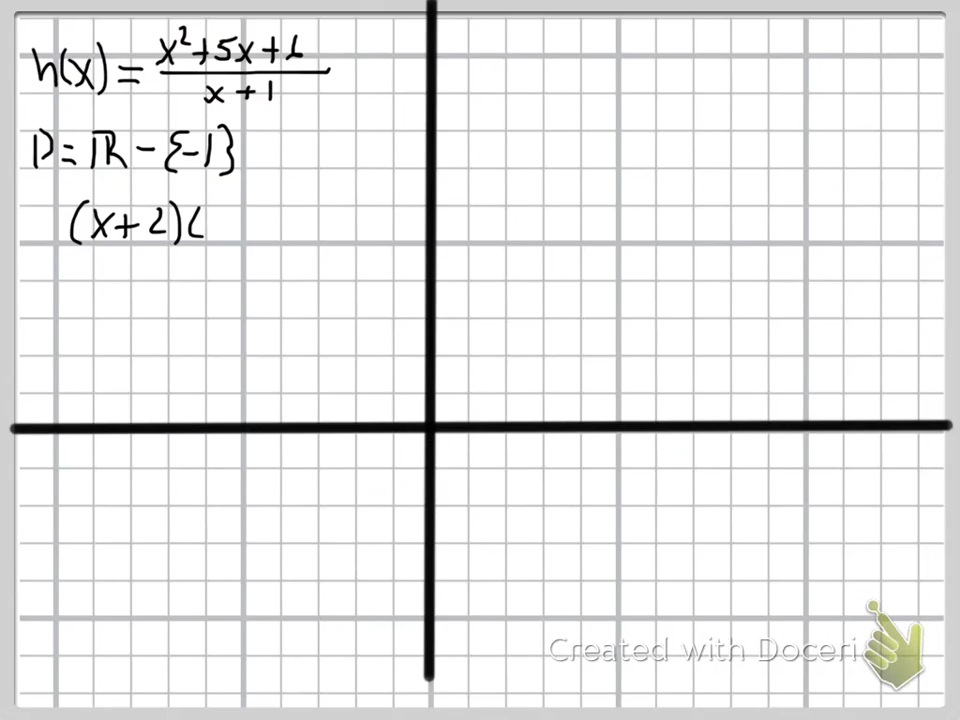 h(x) = x²+5x+6 / x+1
D = ℝ - {-1}
(x+2)(
Created with Doceri